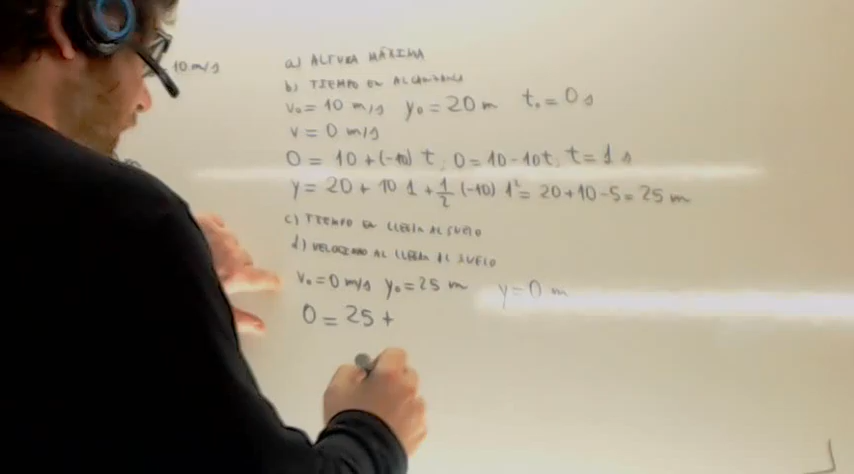 10 m/s
a) ALTURA MÁXIMA
b) TIEMPO EN ALCANZARLA
v₀ = 10 m/s y₀ = 20 m t₀ = 0 s
v = 0 m/s
0 = 10 + (-10) t, 0 = 10 - 10t, t = 1 s
y = 20 + 10 1 + 1/2 (-10) 1² = 20 + 10 - 5 = 25 m
c) TIEMPO EN LLEGAR AL SUELO
d) VELOCIDAD AL LLEGAR AL SUELO
v₀ = 0 m/s y₀ = 25 m y = 0 m
0 = 25 +